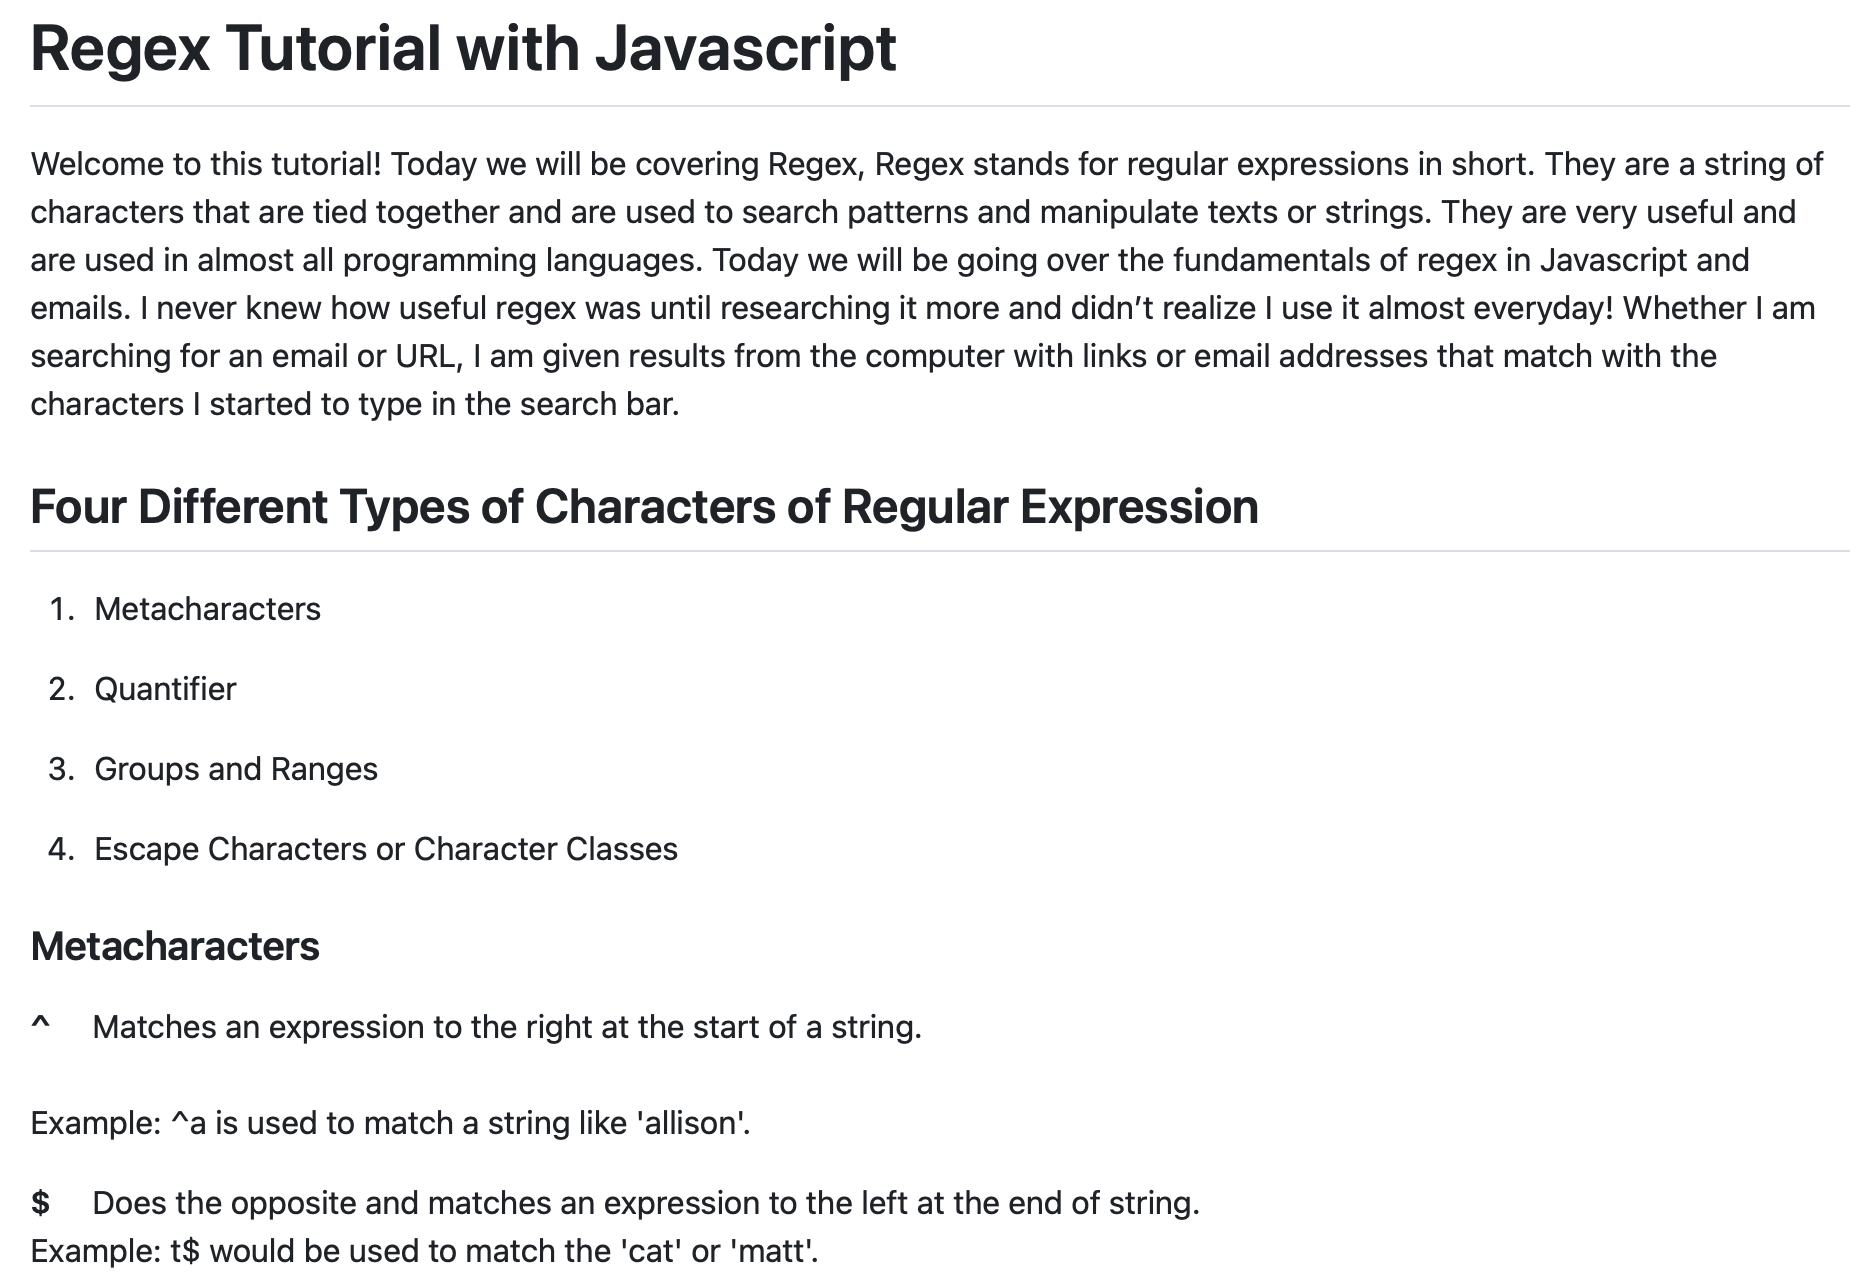 Regex Tutorial with Javascript
Welcome to this tutorial! Today we will be covering Regex, Regex stands for regular expressions in short. They are a string of
characters that are tied together and are used to search patterns and manipulate texts or strings. They are very useful and
are used in almost all programming languages. Today we will be going over the fundamentals of regex in Javascript and
emails. I never knew how useful regex was until researching it more and didn’t realize I use it almost everyday! Whether I am
searching for an email or URL, I am given results from the computer with links or email addresses that match with the
characters I started to type in the search bar.
Four Different Types of Characters of Regular Expression
1. Metacharacters
2. Quantifier
3. Groups and Ranges
4. Escape Characters or Character Classes
Metacharacters
^ Matches an expression to the right at the start of a string.
Example: ^a is used to match a string like 'allison'.
$ Does the opposite and matches an expression to the left at the end of string.
Example: t$ would be used to match the 'cat' or 'matt'.